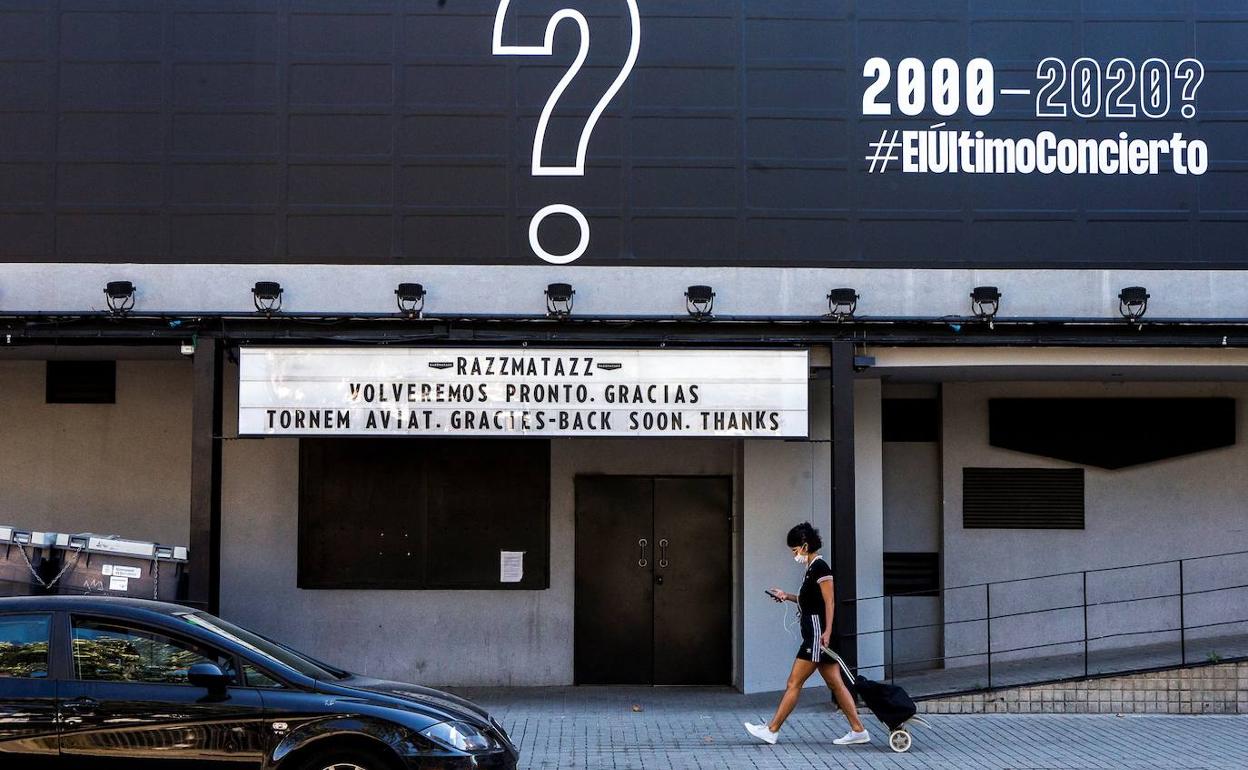 ?
2000–2020?
#ElÚltimoConcierto
RAZZMATAZZ
VOLVEREMOS PRONTO. GRACIAS
TORNEM AVIAT. GRACIES-BACK SOON. THANKS